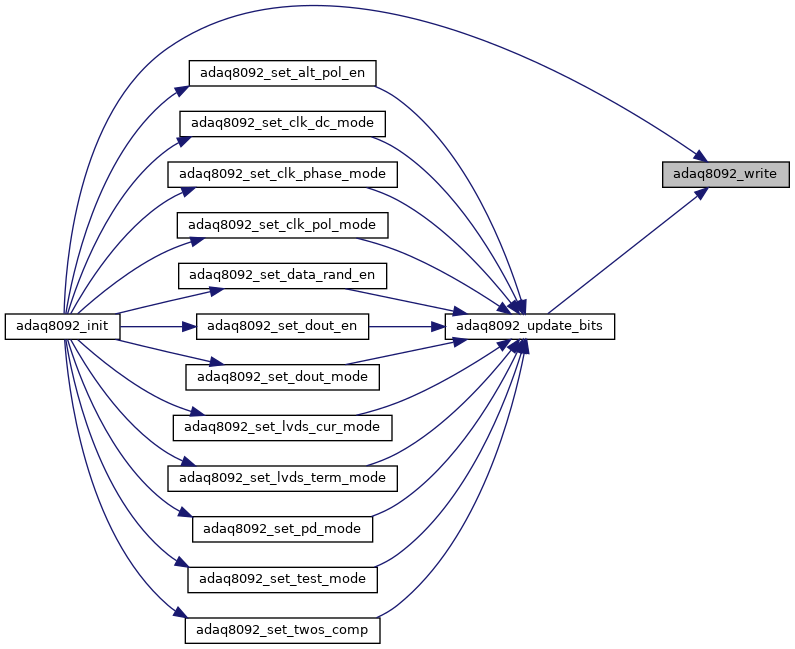 adaq8092_set_alt_pol_en
adaq8092_set_clk_dc_mode
adaq8092_set_clk_phase_mode
adaq8092_write
adaq8092_set_clk_pol_mode
adaq8092_set_data_rand_en
adaq8092_init
adaq8092_set_dout_en
adaq8092_update_bits
adaq8092_set_dout_mode
adaq8092_set_lvds_cur_mode
adaq8092_set_lvds_term_mode
adaq8092_set_pd_mode
adaq8092_set_test_mode
adaq8092_set_twos_comp